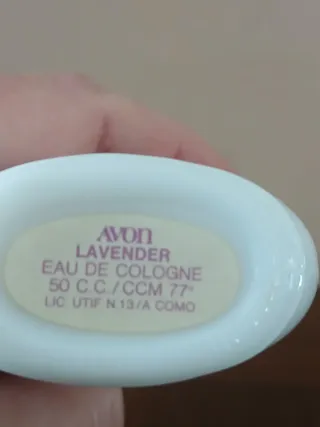 AVON
LAVENDER
EAU DE COLOGNE
50 C.C./CCM 77°
LIC UTIF N.13/A COMO